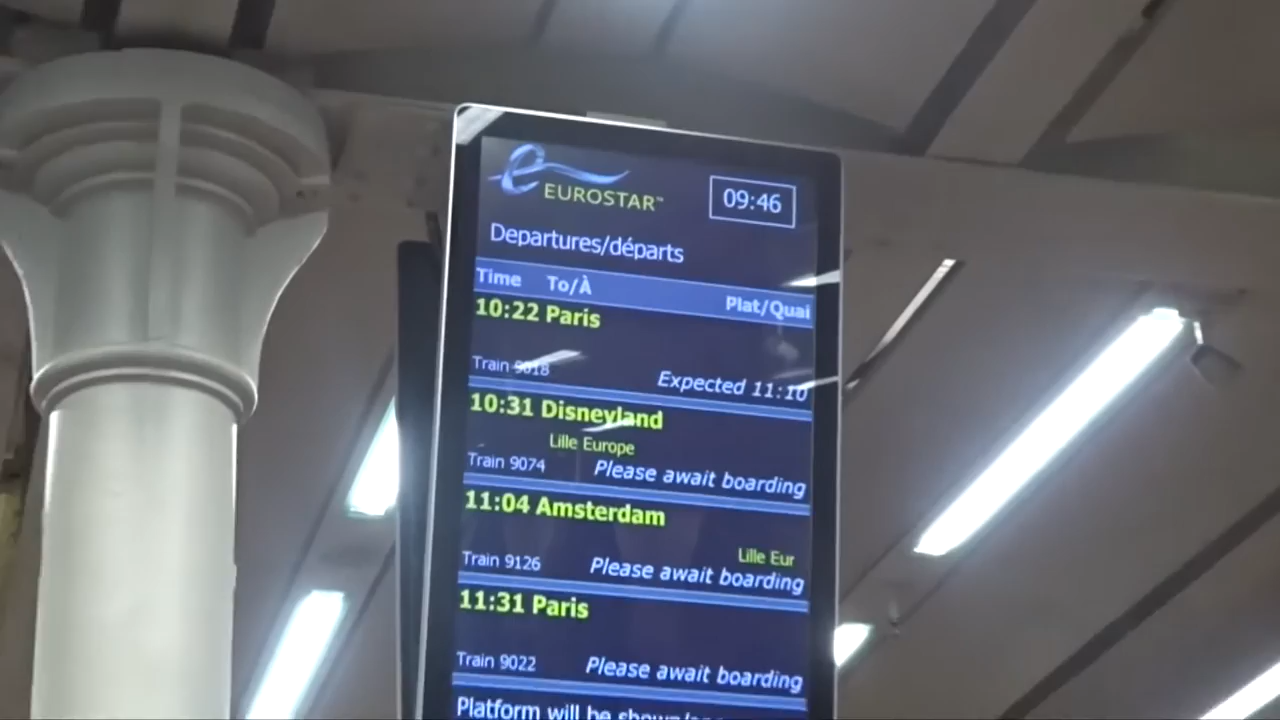 EUROSTAR™
09:46
Departures/départs
Time To/À Plat/Quai
10:22 Paris
Train 9018 Expected 11:10
10:31 Disneyland
Lille Europe
Train 9074 Please await boarding
11:04 Amsterdam
Lille Eur
Train 9126 Please await boarding
11:31 Paris
Train 9022 Please await boarding
Platform will be